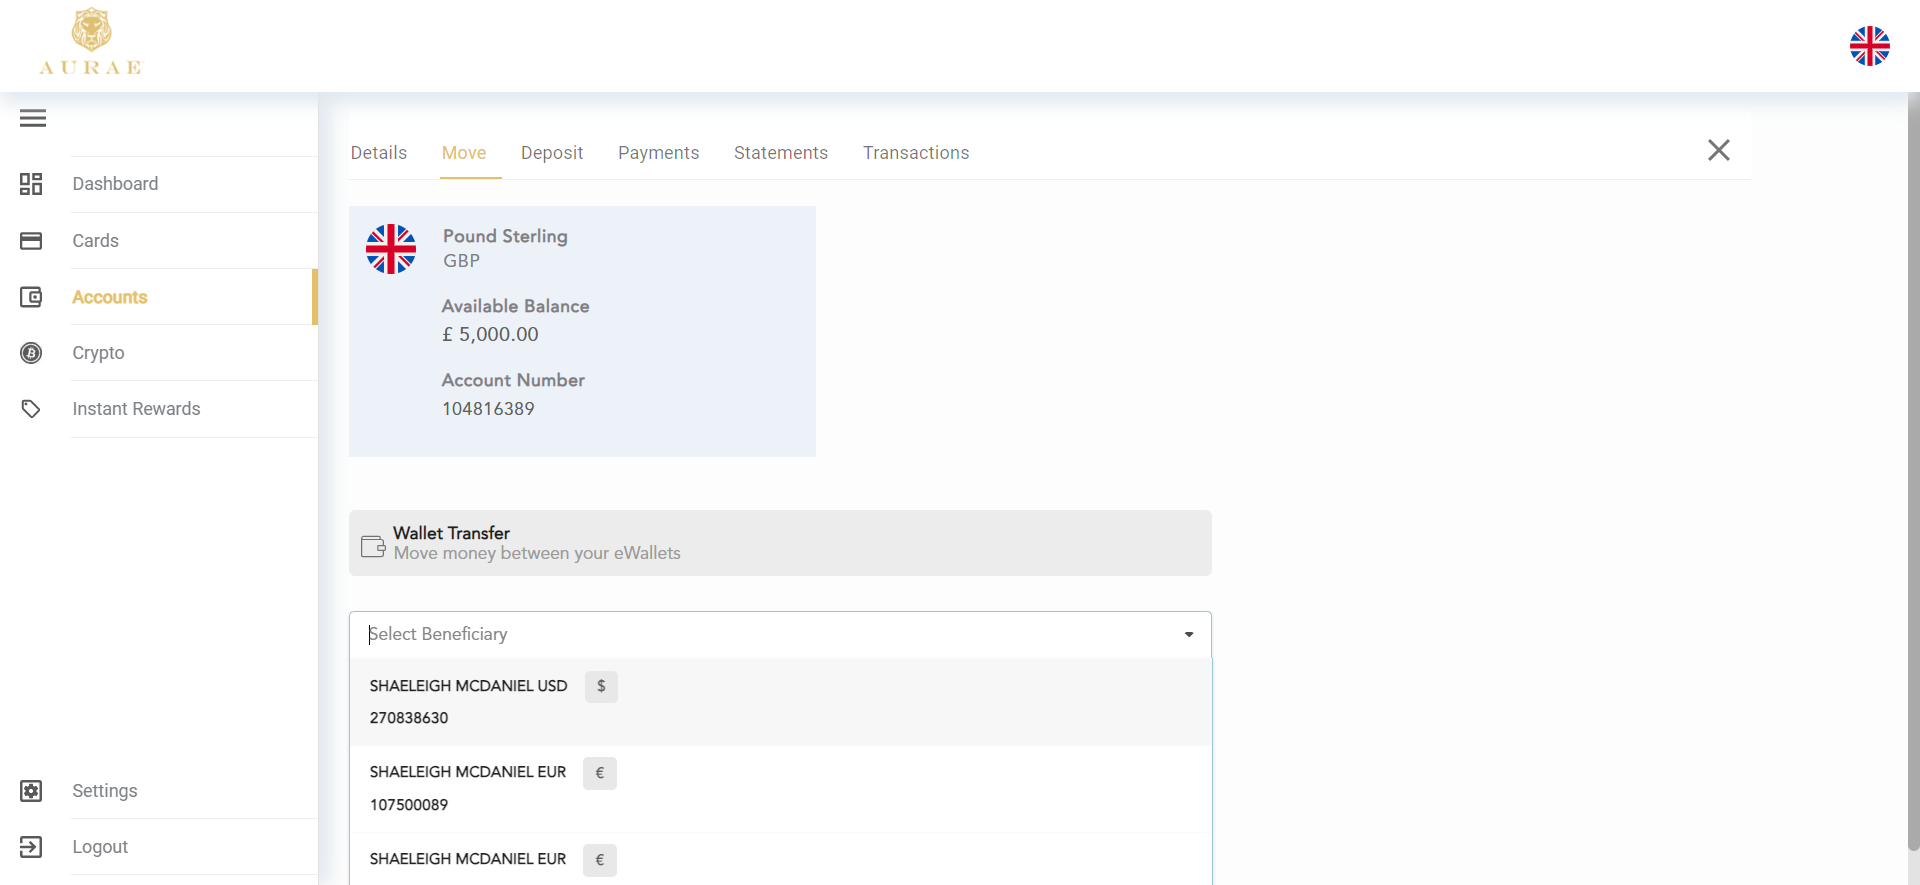 AURAE
Details Move Deposit Payments Statements Transactions
Dashboard
Cards
Accounts
Crypto
Instant Rewards
Settings
Logout
Pound Sterling
GBP
Available Balance
£ 5,000.00
Account Number
104816389
Wallet Transfer
Move money between your eWallets
Select Beneficiary
SHAELEIGH MCDANIEL USD $
270838630
SHAELEIGH MCDANIEL EUR €
107500089
SHAELEIGH MCDANIEL EUR €